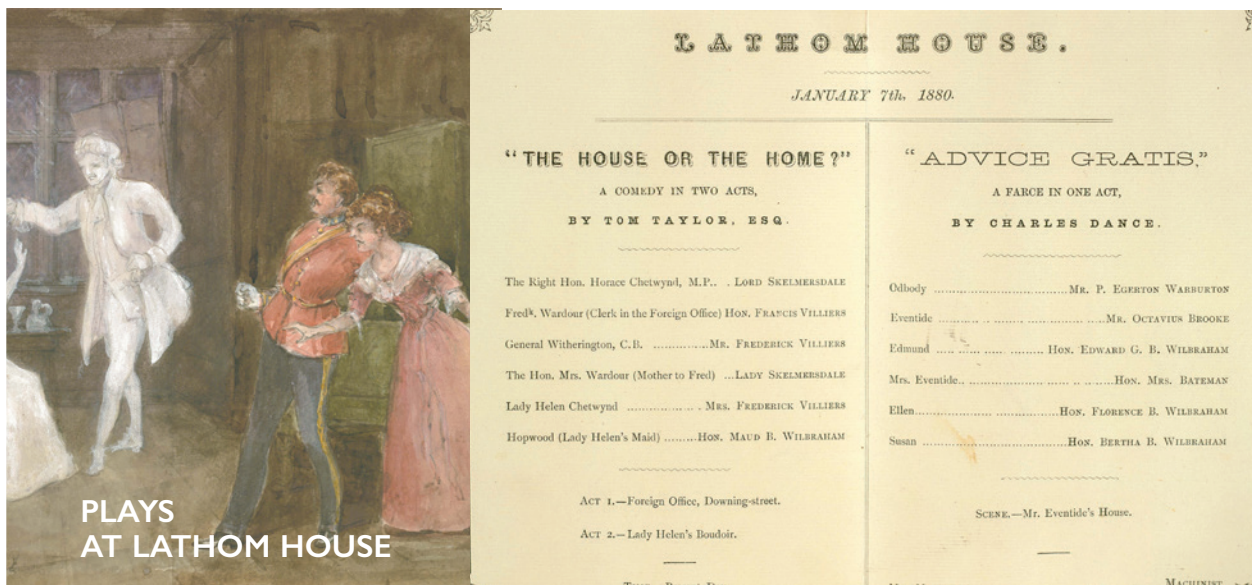 PLAYS
AT LATHOM HOUSE
LATHOM HOUSE.
JANUARY 7th, 1880.
"THE HOUSE OR THE HOME?"
A COMEDY IN TWO ACTS,
BY TOM TAYLOR, ESQ.
The Right Hon. Horace Chetwynd, M.P.. . LORD SKELMERSDALE
Fredk. Wardour (Clerk in the Foreign Office) HON. FRANCIS VILLIERS
General Witherington, C.B. ............MR. FREDERICK VILLIERS
The Hon. Mrs. Wardour (Mother to Fred) ...LADY SKELMERSDALE
Lady Helen Chetwynd ................ . MRS. FREDERICK VILLIERS
Hopwood (Lady Helen's Maid) .........HON. MAUD B. WILBRAHAM
ACT 1.—Foreign Office, Downing-street.
ACT 2.—Lady Helen's Boudoir.
"ADVICE GRATIS,"
A FARCE IN ONE ACT,
BY CHARLES DANCE.
Odbody ................................MR. P. EGERTON WARBURTON
Eventide ................................MR. OCTAVIUS BROOKE
Edmund .... .... ...... ......... HON. EDWARD G. B. WILBRAHAM
Mrs. Eventide.. ........................ .. .. .......HON. MRS. BATEMAN
Ellen...................................HON. FLORENCE B. WILBRAHAM
Susan ...................................HON. BERTHA B. WILBRAHAM
SCENE.—Mr. Eventide's House.
MACHINIST